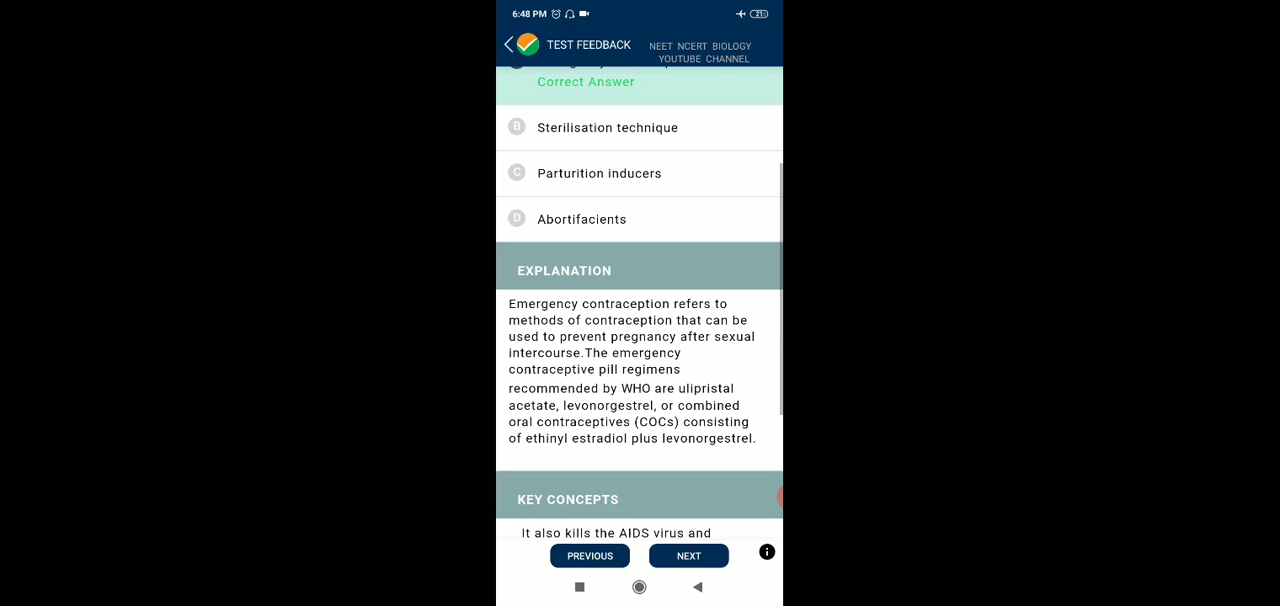 6:48 PM
21
TEST FEEDBACK
NEET NCERT BIOLOGY
YOUTUBE CHANNEL
Correct Answer
B Sterilisation technique
C Parturition inducers
D Abortifacients
EXPLANATION
Emergency contraception refers to
methods of contraception that can be
used to prevent pregnancy after sexual
intercourse.The emergency
contraceptive pill regimens
recommended by WHO are ulipristal
acetate, levonorgestrel, or combined
oral contraceptives (COCs) consisting
of ethinyl estradiol plus levonorgestrel.
KEY CONCEPTS
It also kills the AIDS virus and
PREVIOUS
NEXT
i